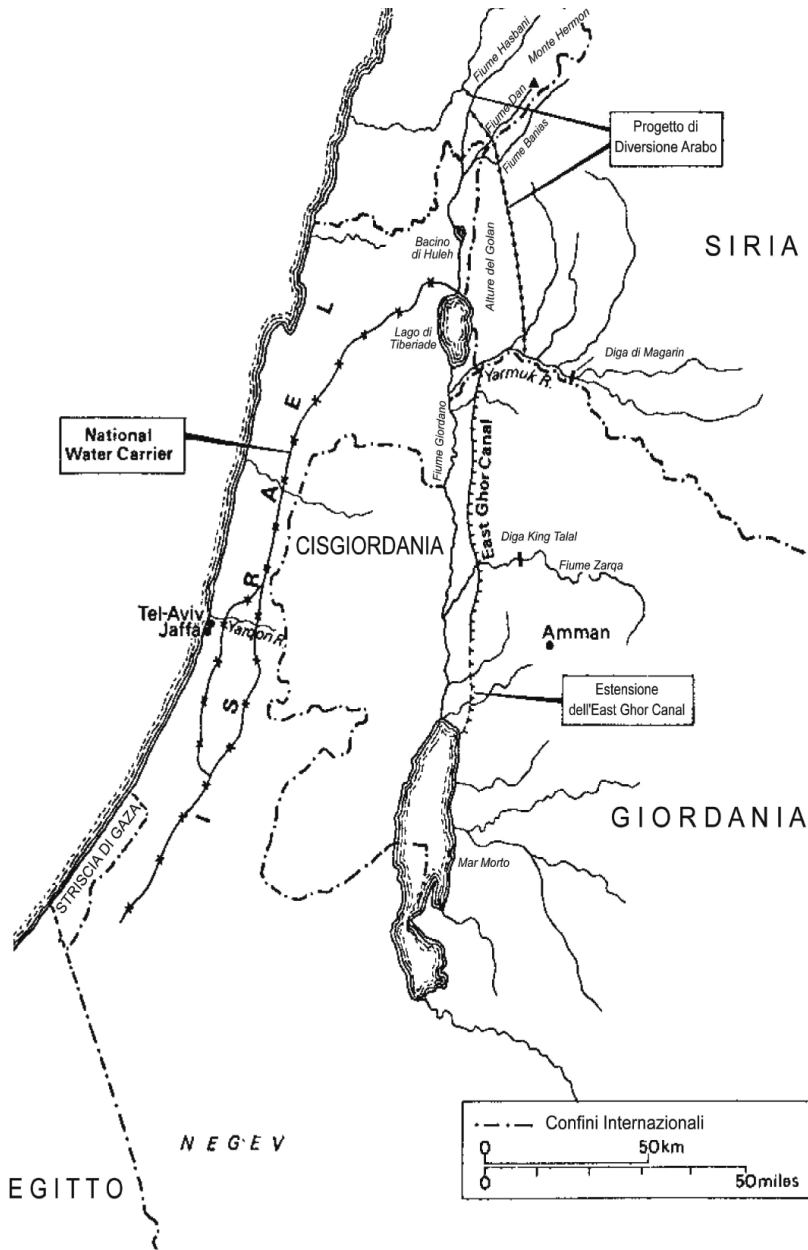 Fiume Hasbani
Monte Hermon
Fiume Dan
Fiume Banias
Progetto di
Diversione Arabo
SIRIA
Bacino
di Huleh
Alture del Golan
Lago di
Tiberiade
Diga di Magarin
Yarmuk R.
National
Water Carrier
Fiume Giordano
East Ghor Canal
CISGIORDANIA
Diga King Talal
Fiume Zarqa
Tel-Aviv
Jaffa
Yarqon R.
Amman
ISRAEL
Estensione
dell'East Ghor Canal
GIORDANIA
STRISCIA DI GAZA
Mar Morto
NEGEV
EGITTO
Confini Internazionali
0 50km
0 50miles